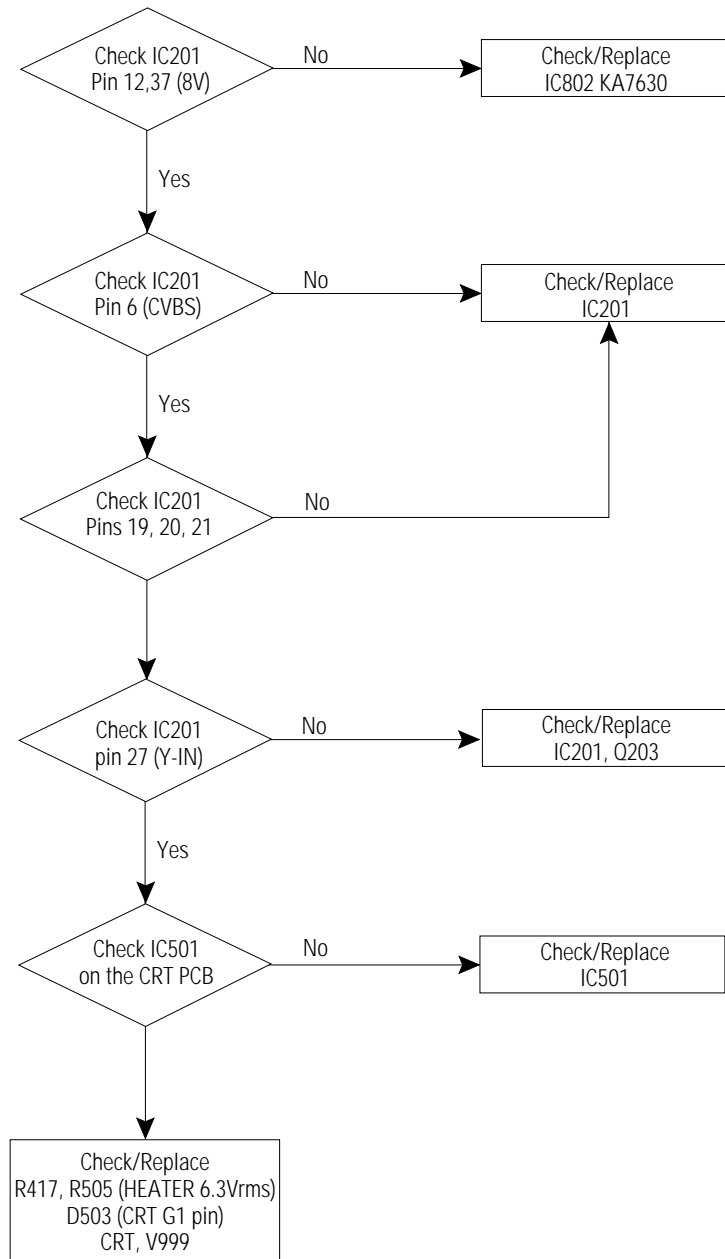 Check IC201
Pin 12,37 (8V)
No
Check/Replace
IC802 KA7630
Yes
Check IC201
Pin 6 (CVBS)
No
Check/Replace
IC201
Yes
Check IC201
Pins 19, 20, 21
No
Check IC201
pin 27 (Y-IN)
No
Check/Replace
IC201, Q203
Yes
Check IC501
on the CRT PCB
No
Check/Replace
IC501
Check/Replace
R417, R505 (HEATER 6.3Vrms)
D503 (CRT G1 pin)
CRT, V999